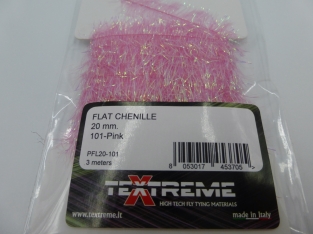 FLAT CHENILLE
20 mm.
101-Pink
PFL20-101
3 meters
8 053017 453705
TEXTREME
HIGH TECH FLY TYING MATERIALS
www.textreme.it made in Italy